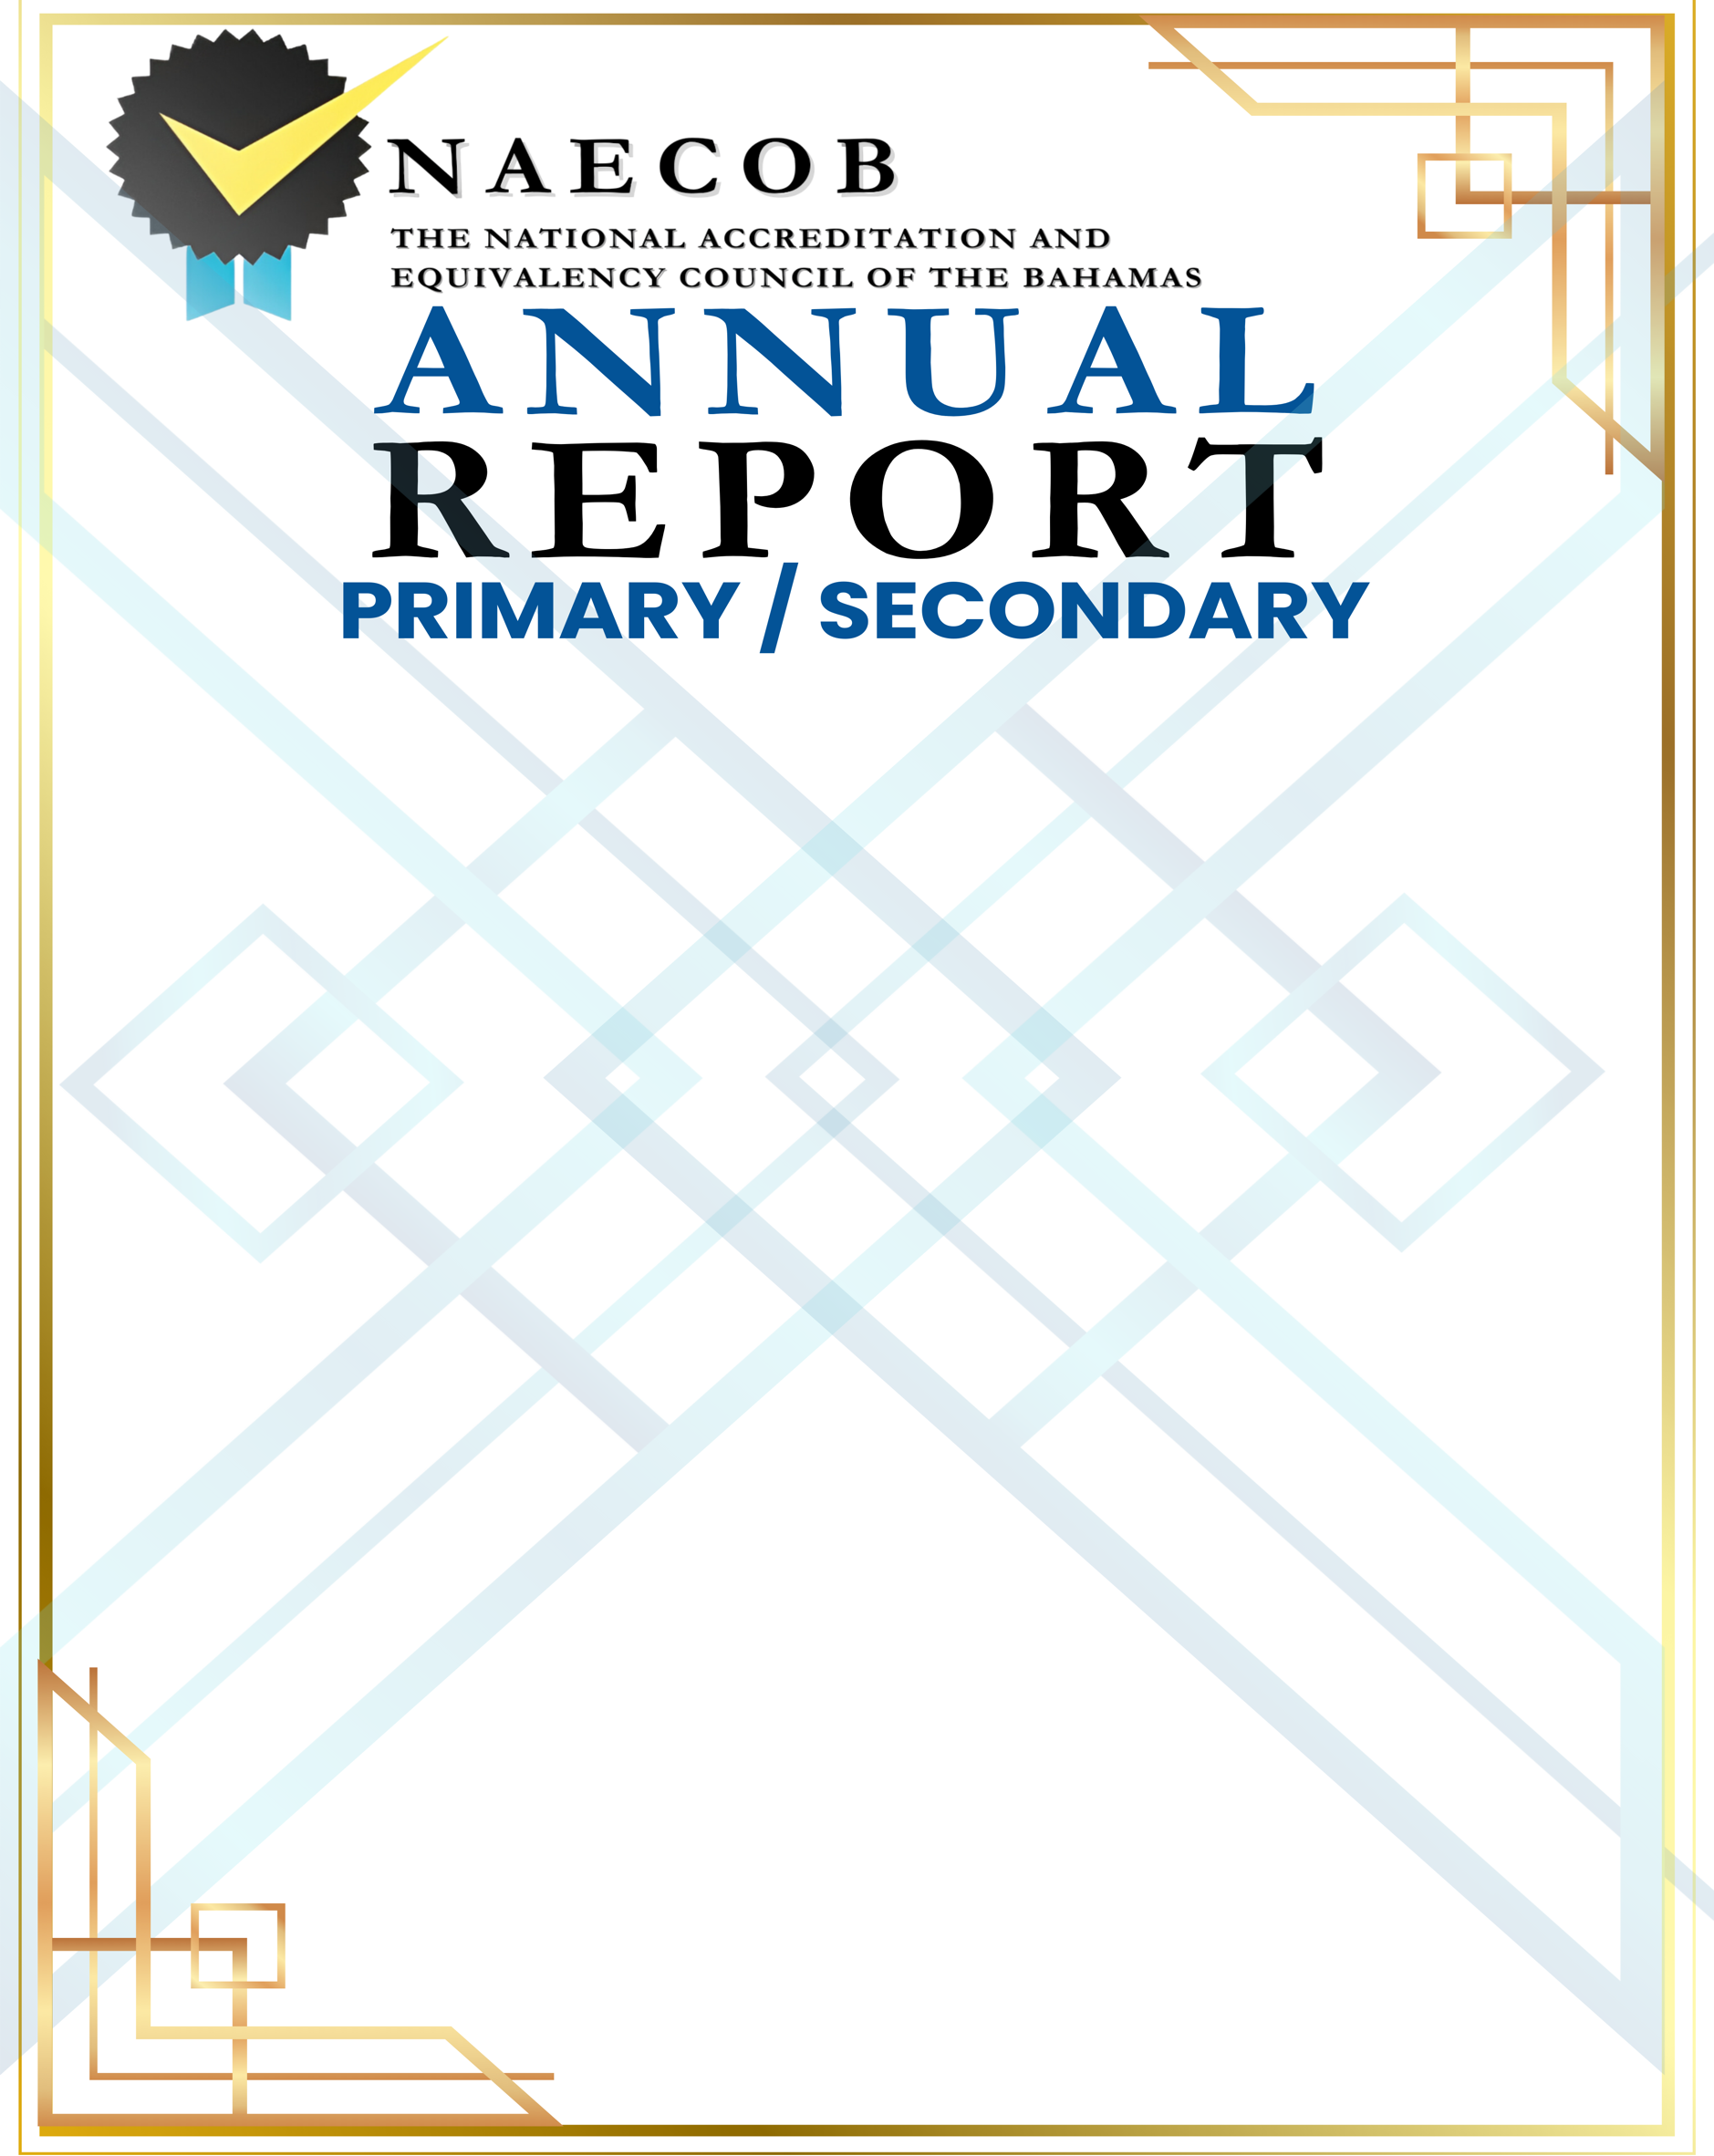 NAECOB
THE NATIONAL ACCREDITATION AND
EQUIVALENCY COUNCIL OF THE BAHAMAS
ANNUAL
REPORT
PRIMARY / SECONDARY